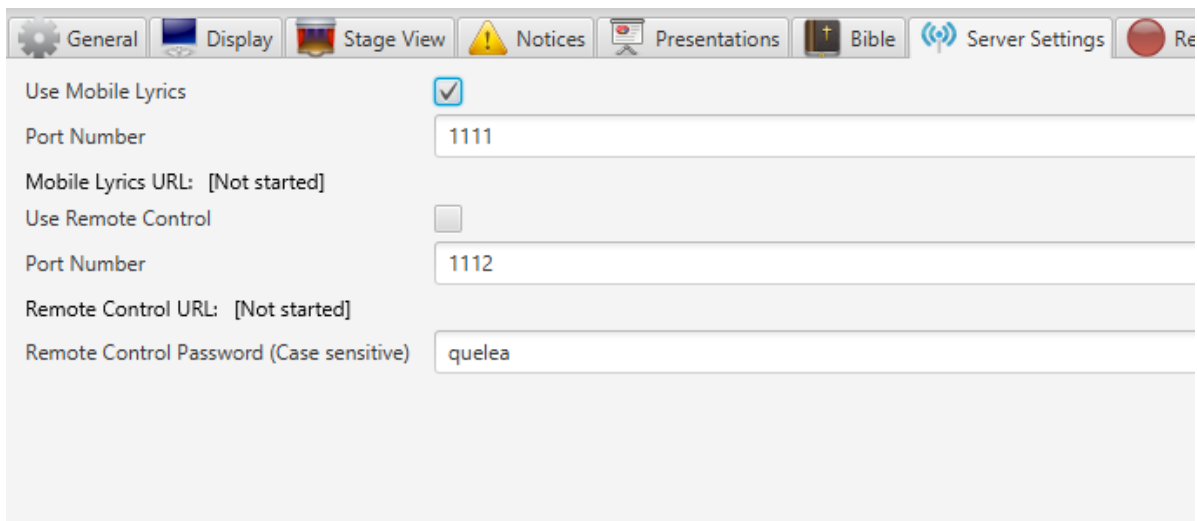 General Display Stage View Notices Presentations Bible Server Settings Re
Use Mobile Lyrics
Port Number 1111
Mobile Lyrics URL: [Not started]
Use Remote Control
Port Number 1112
Remote Control URL: [Not started]
Remote Control Password (Case sensitive) quelea